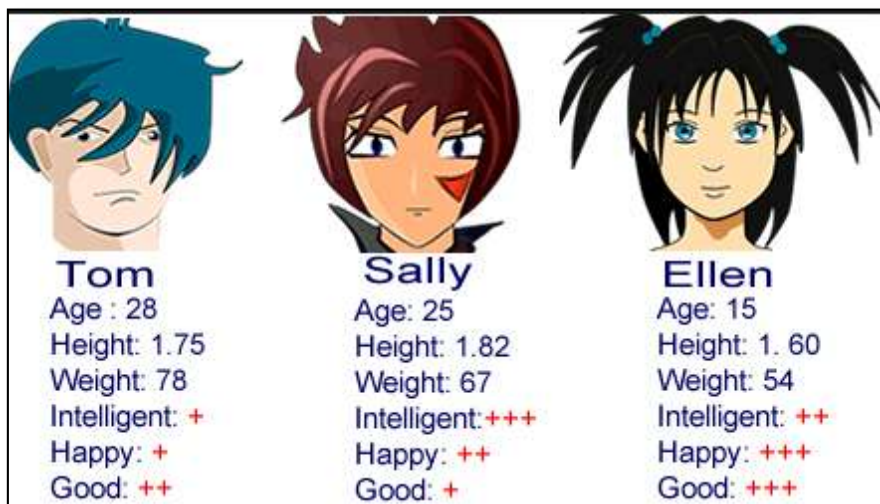 Tom
Age : 28
Height: 1.75
Weight: 78
Intelligent: +
Happy: +
Good: ++
Sally
Age: 25
Height: 1.82
Weight: 67
Intelligent:+++
Happy: ++
Good: +
Ellen
Age: 15
Height: 1. 60
Weight: 54
Intelligent: ++
Happy: +++
Good: +++